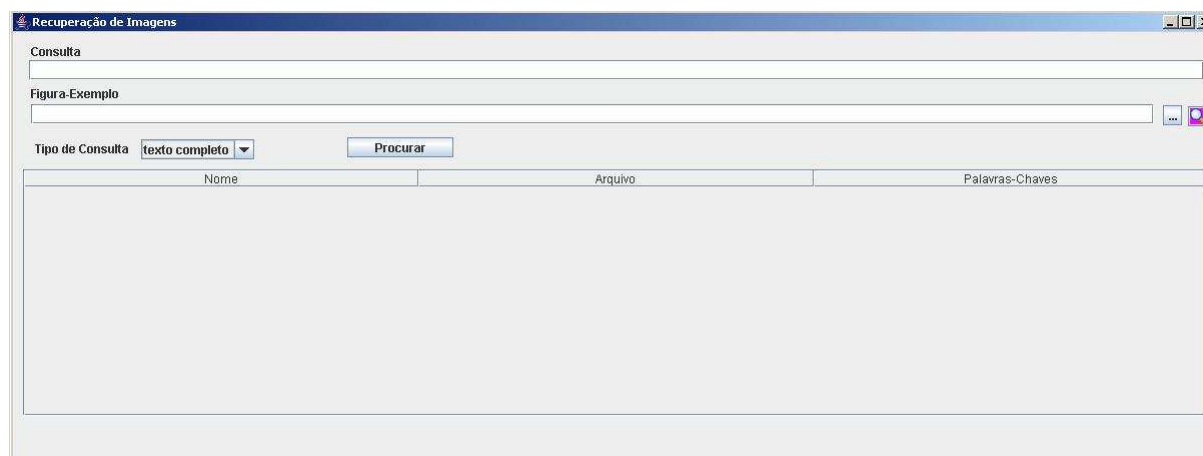 Recuperação de Imagens
Consulta
Figura-Exemplo
...
Tipo de Consulta texto completo Procurar
Nome Arquivo Palavras-Chaves